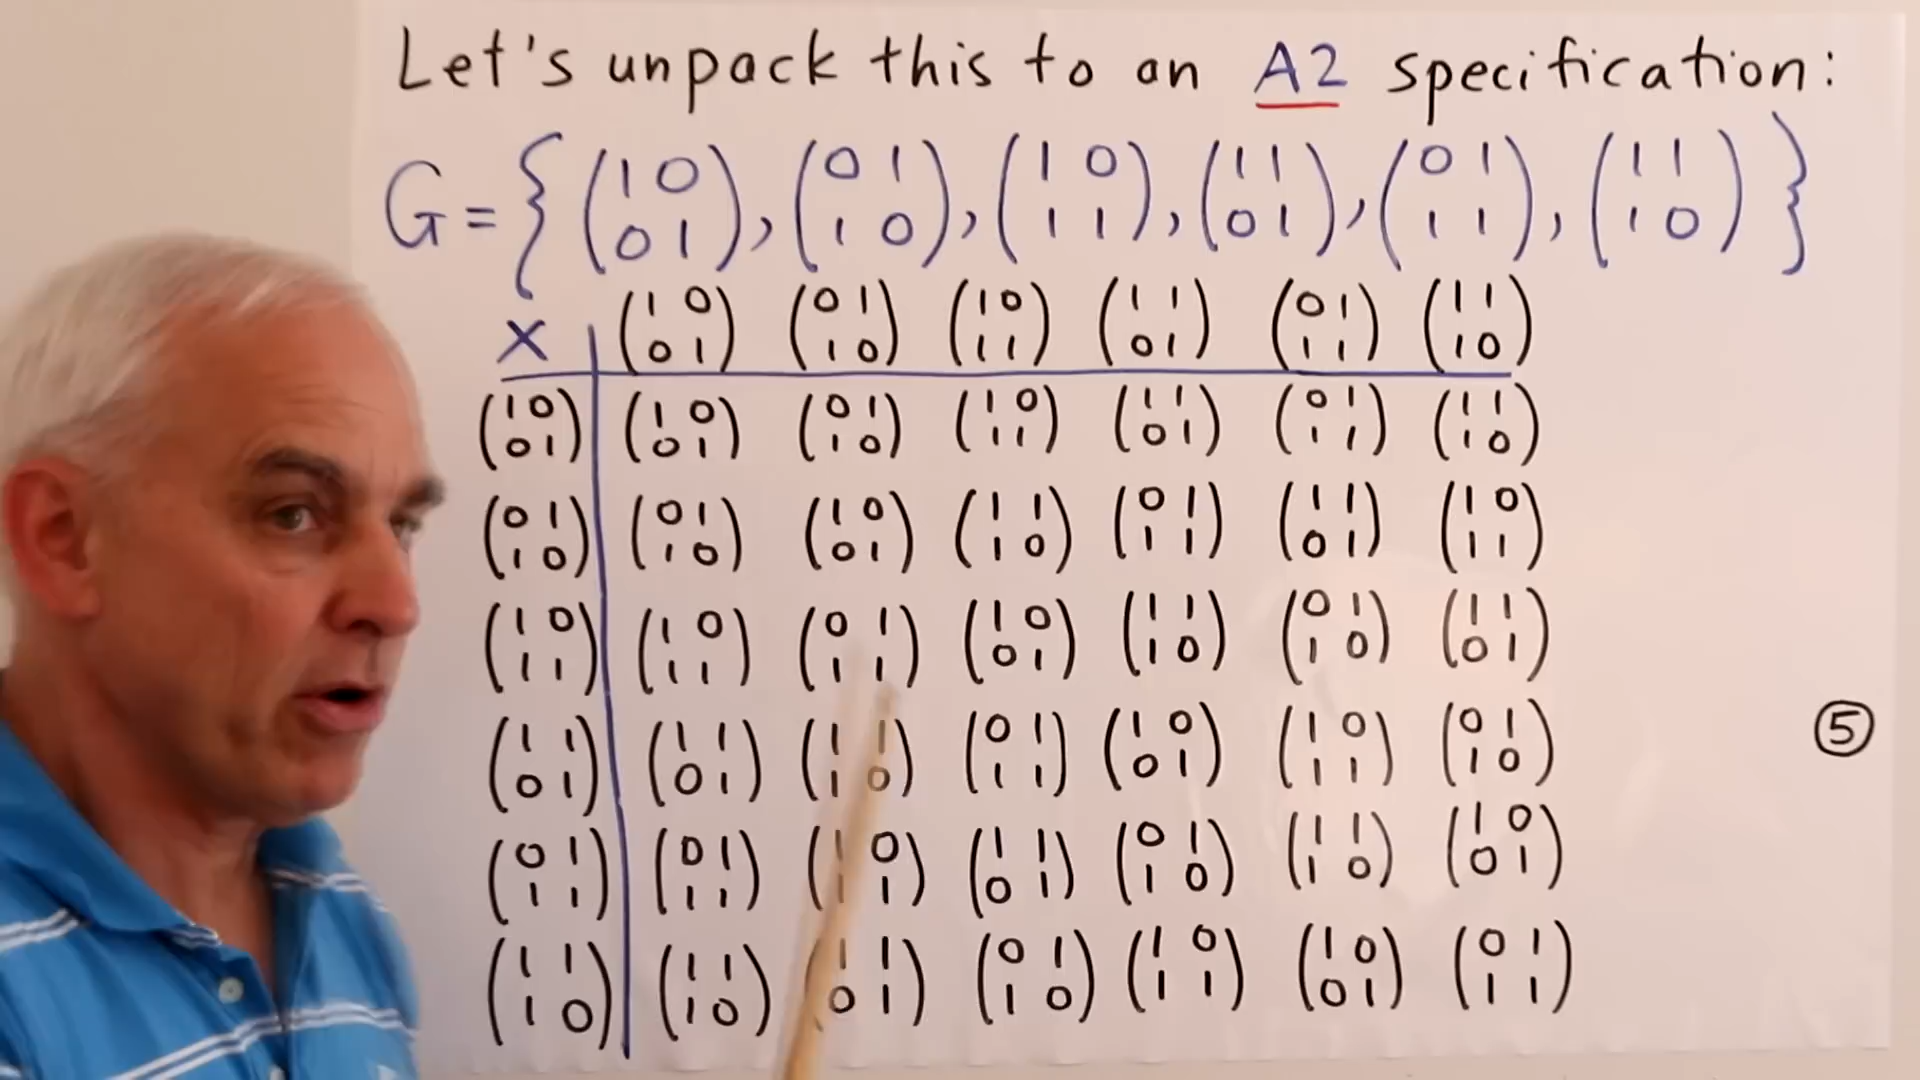 Let's unpack this to an A2 specification:
G = { (1 0 / 0 1), (0 1 / 1 0), (1 0 / 1 1), (1 1 / 0 1), (0 1 / 1 1), (1 1 / 1 0) }
× | (1 0 / 0 1) (0 1 / 1 0) (1 0 / 1 1) (1 1 / 0 1) (0 1 / 1 1) (1 1 / 1 0)
(1 0 / 0 1) | (1 0 / 0 1) (0 1 / 1 0) (1 0 / 1 1) (1 1 / 0 1) (0 1 / 1 1) (1 1 / 1 0)
(0 1 / 1 0) | (0 1 / 1 0) (1 0 / 0 1) (1 1 / 1 0) (0 1 / 1 1) (1 1 / 0 1) (1 0 / 1 1)
(1 0 / 1 1) | (1 0 / 1 1) (0 1 / 1 1) (1 0 / 0 1) (1 1 / 1 0) (0 1 / 1 0) (1 1 / 0 1)
(1 1 / 0 1) | (1 1 / 0 1) (1 1 / 1 0) (0 1 / 1 1) (1 0 / 0 1) (1 0 / 1 1) (0 1 / 1 0)
(0 1 / 1 1) | (0 1 / 1 1) (1 0 / 1 1) (1 1 / 0 1) (0 1 / 1 0) (1 1 / 1 0) (1 0 / 0 1)
(1 1 / 1 0) | (1 1 / 1 0) (1 1 / 0 1) (0 1 / 1 0) (1 0 / 1 1) (1 0 / 0 1) (0 1 / 1 1)
5